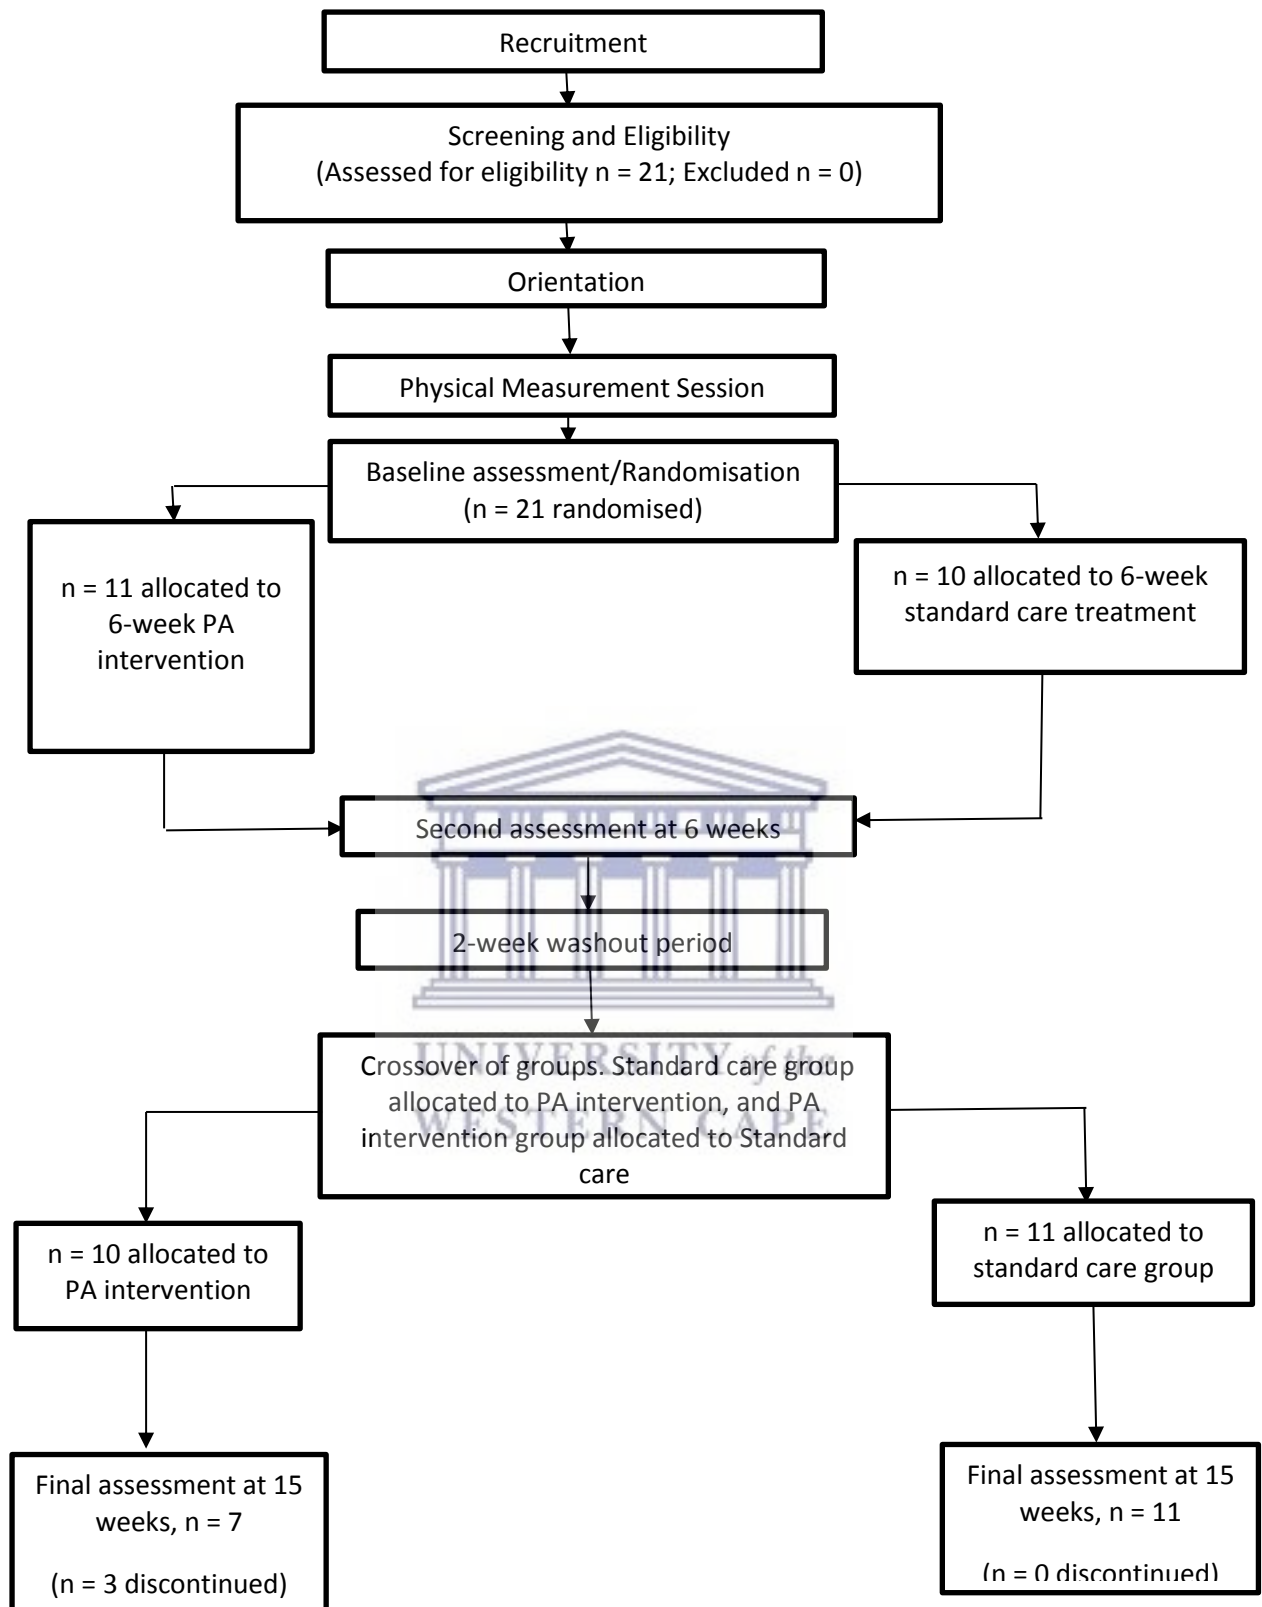 Recruitment
Screening and Eligibility
(Assessed for eligibility n = 21; Excluded n = 0)
Orientation
Physical Measurement Session
Baseline assessment/Randomisation
(n = 21 randomised)
n = 11 allocated to
6-week PA
intervention
n = 10 allocated to 6-week
standard care treatment
Second assessment at 6 weeks
2-week washout period
Crossover of groups. Standard care group
allocated to PA intervention, and PA
intervention group allocated to Standard
care
UNIVERSITY of the
WESTERN CAPE
n = 10 allocated to
PA intervention
n = 11 allocated to
standard care group
Final assessment at 15
weeks, n = 7
(n = 3 discontinued)
Final assessment at 15
weeks, n = 11
(n = 0 discontinued)